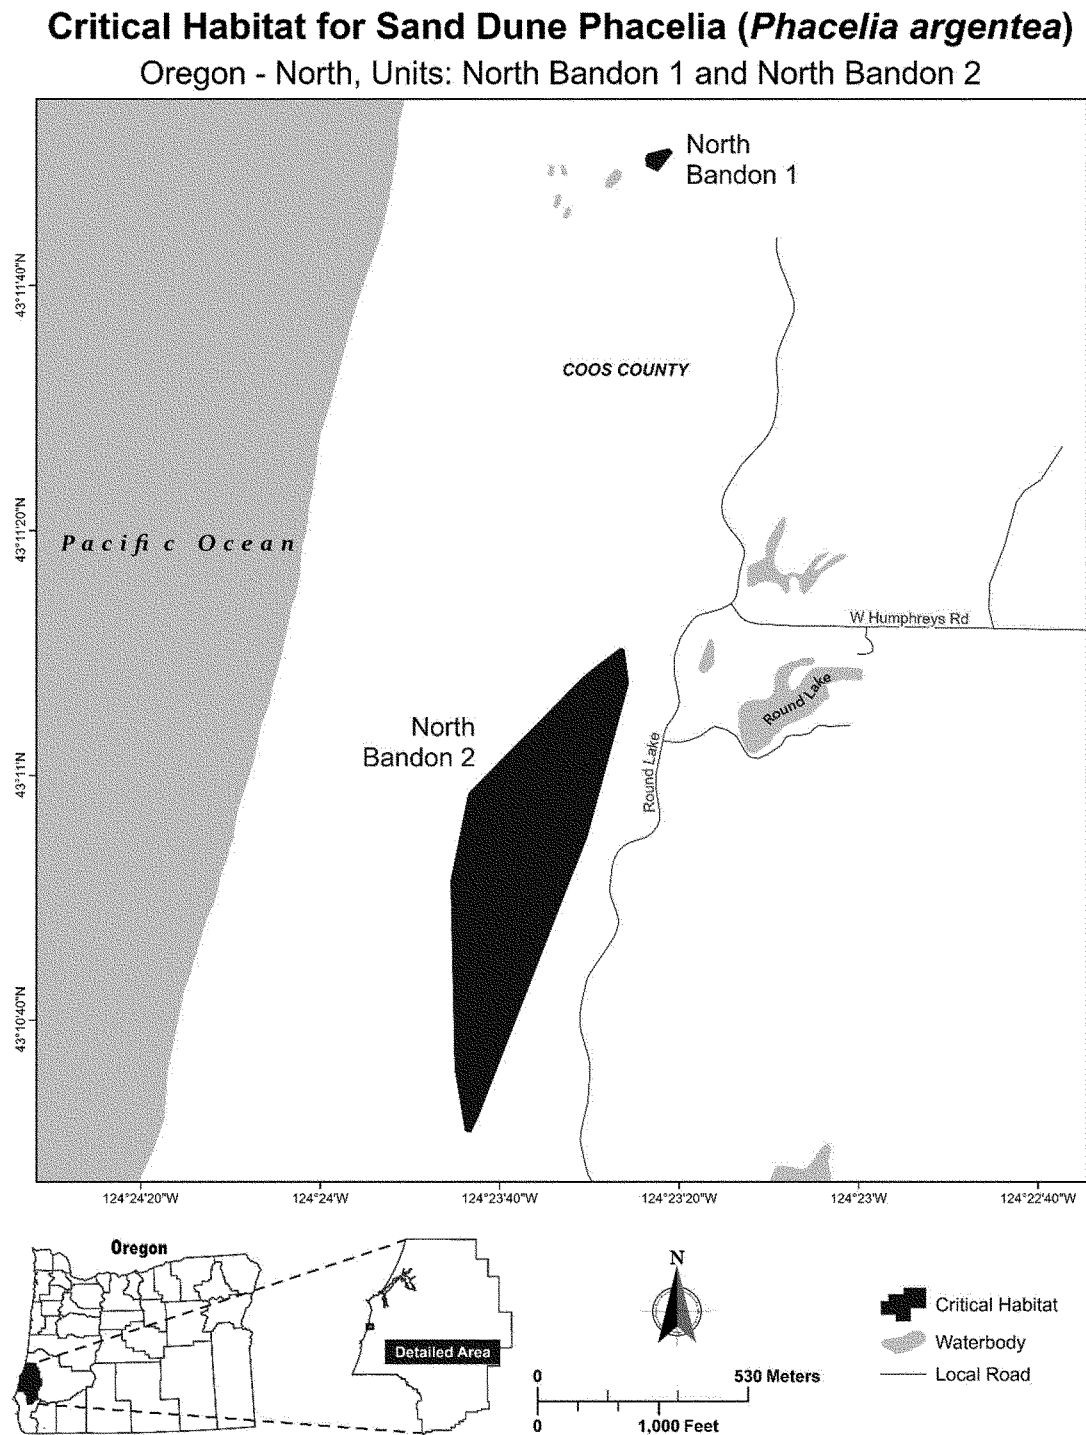 Critical Habitat for Sand Dune Phacelia (Phacelia argentea)
Oregon - North, Units: North Bandon 1 and North Bandon 2
North
Bandon 1
43°11'40"N
COOS COUNTY
43°11'20"N
Pacific Ocean
W Humphreys Rd
Round Lake
North
Bandon 2
Round Lake
43°11'N
43°10'40"N
124°24'20"W
124°24'W
124°23'40"W
124°23'20"W
124°23'W
124°22'40"W
Oregon
Detailed Area
N
0
530 Meters
0
1,000 Feet
Critical Habitat
Waterbody
Local Road